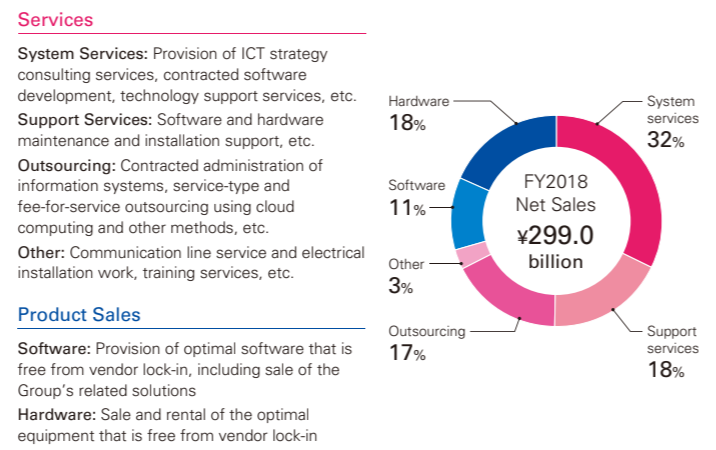 Services
System Services: Provision of ICT strategy
consulting services, contracted software
development, technology support services, etc.
Support Services: Software and hardware
maintenance and installation support, etc.
Outsourcing: Contracted administration of
information systems, service-type and
fee-for-service outsourcing using cloud
computing and other methods, etc.
Other: Communication line service and electrical
installation work, training services, etc.
Product Sales
Software: Provision of optimal software that is
free from vendor lock-in, including sale of the
Group's related solutions
Hardware: Sale and rental of the optimal
equipment that is free from vendor lock-in
Hardware
18%
Software
11%
Other
3%
Outsourcing
17%
System
services
32%
Support
services
18%
FY2018
Net Sales
¥299.0
billion